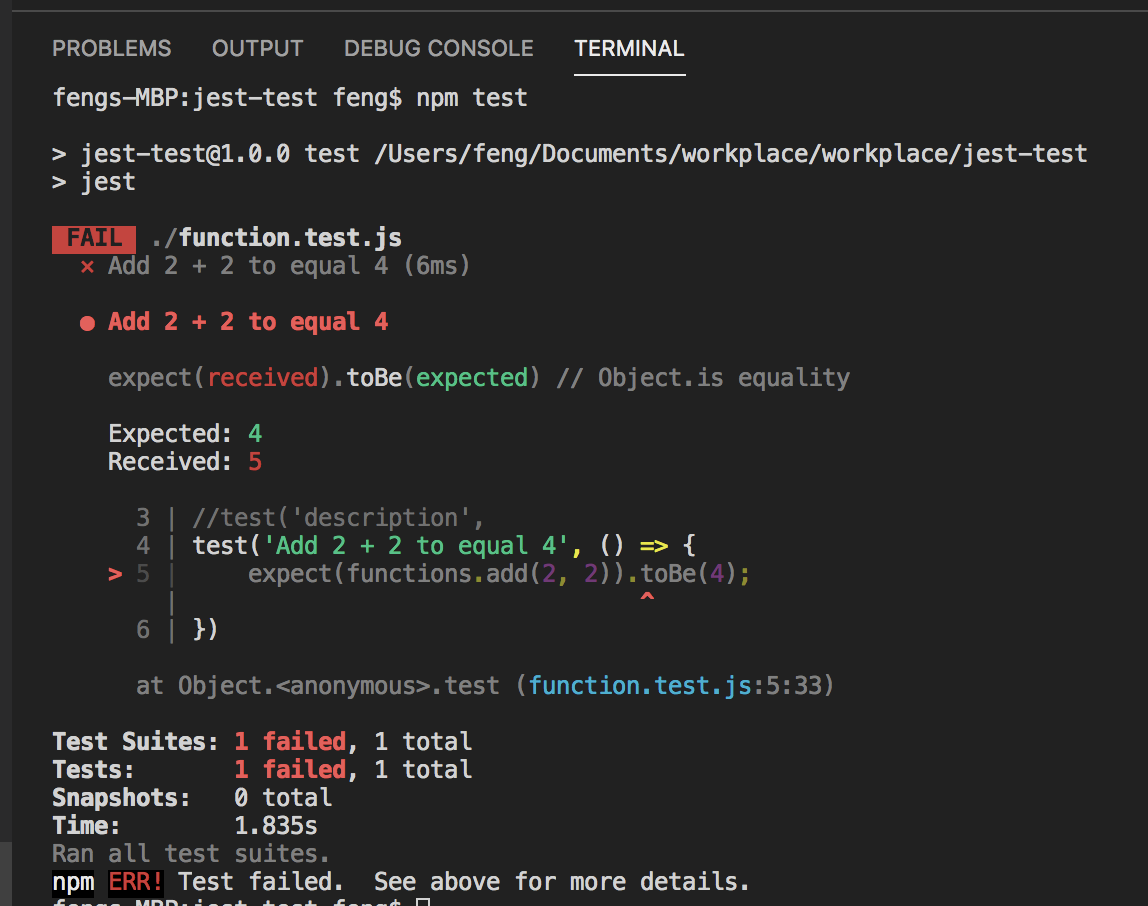 PROBLEMS OUTPUT DEBUG CONSOLE TERMINAL
fengs-MBP:jest-test feng$ npm test
> jest-test@1.0.0 test /Users/feng/Documents/workplace/workplace/jest-test
> jest
FAIL ./function.test.js
× Add 2 + 2 to equal 4 (6ms)
● Add 2 + 2 to equal 4
expect(received).toBe(expected) // Object.is equality
Expected: 4
Received: 5
3 | //test('description',
4 | test('Add 2 + 2 to equal 4', () => {
> 5 |     expect(functions.add(2, 2)).toBe(4);
|                                 ^
6 | })
at Object.<anonymous>.test (function.test.js:5:33)
Test Suites: 1 failed, 1 total
Tests:       1 failed, 1 total
Snapshots:   0 total
Time:        1.835s
Ran all test suites.
npm ERR! Test failed.  See above for more details.
fengs-MBP:jest-test feng$